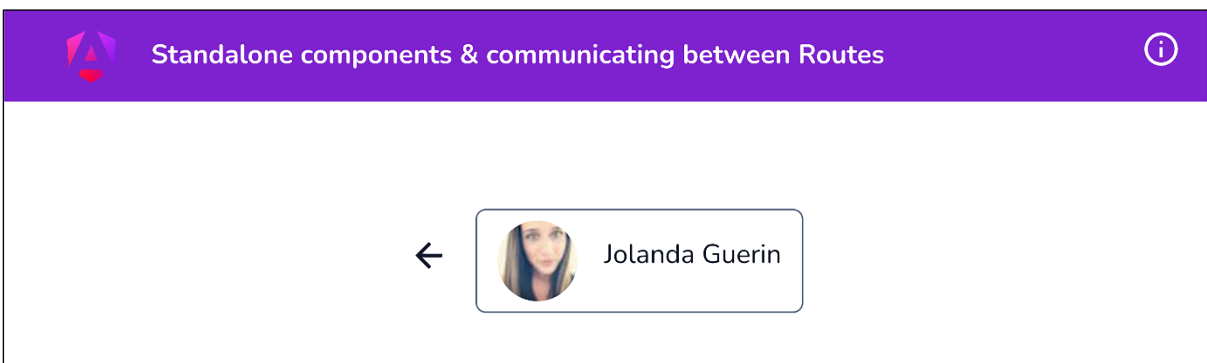 Standalone components & communicating between Routes
Jolanda Guerin